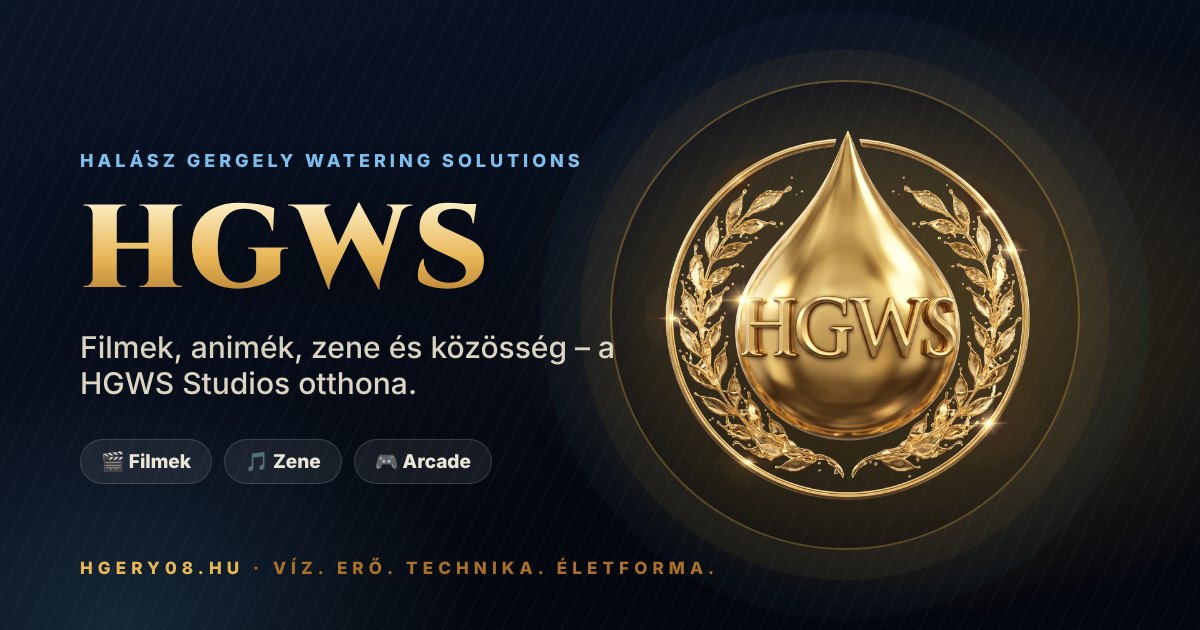 HALÁSZ GERGELY WATERING SOLUTIONS
HGWS
Filmek, animék, zene és közösség – a
HGWS Studios otthona.
🎬 Filmek
🎵 Zene
🎮 Arcade
HGERY08.HU · VÍZ. ERŐ. TECHNIKA. ÉLETFORMA.
HGWS